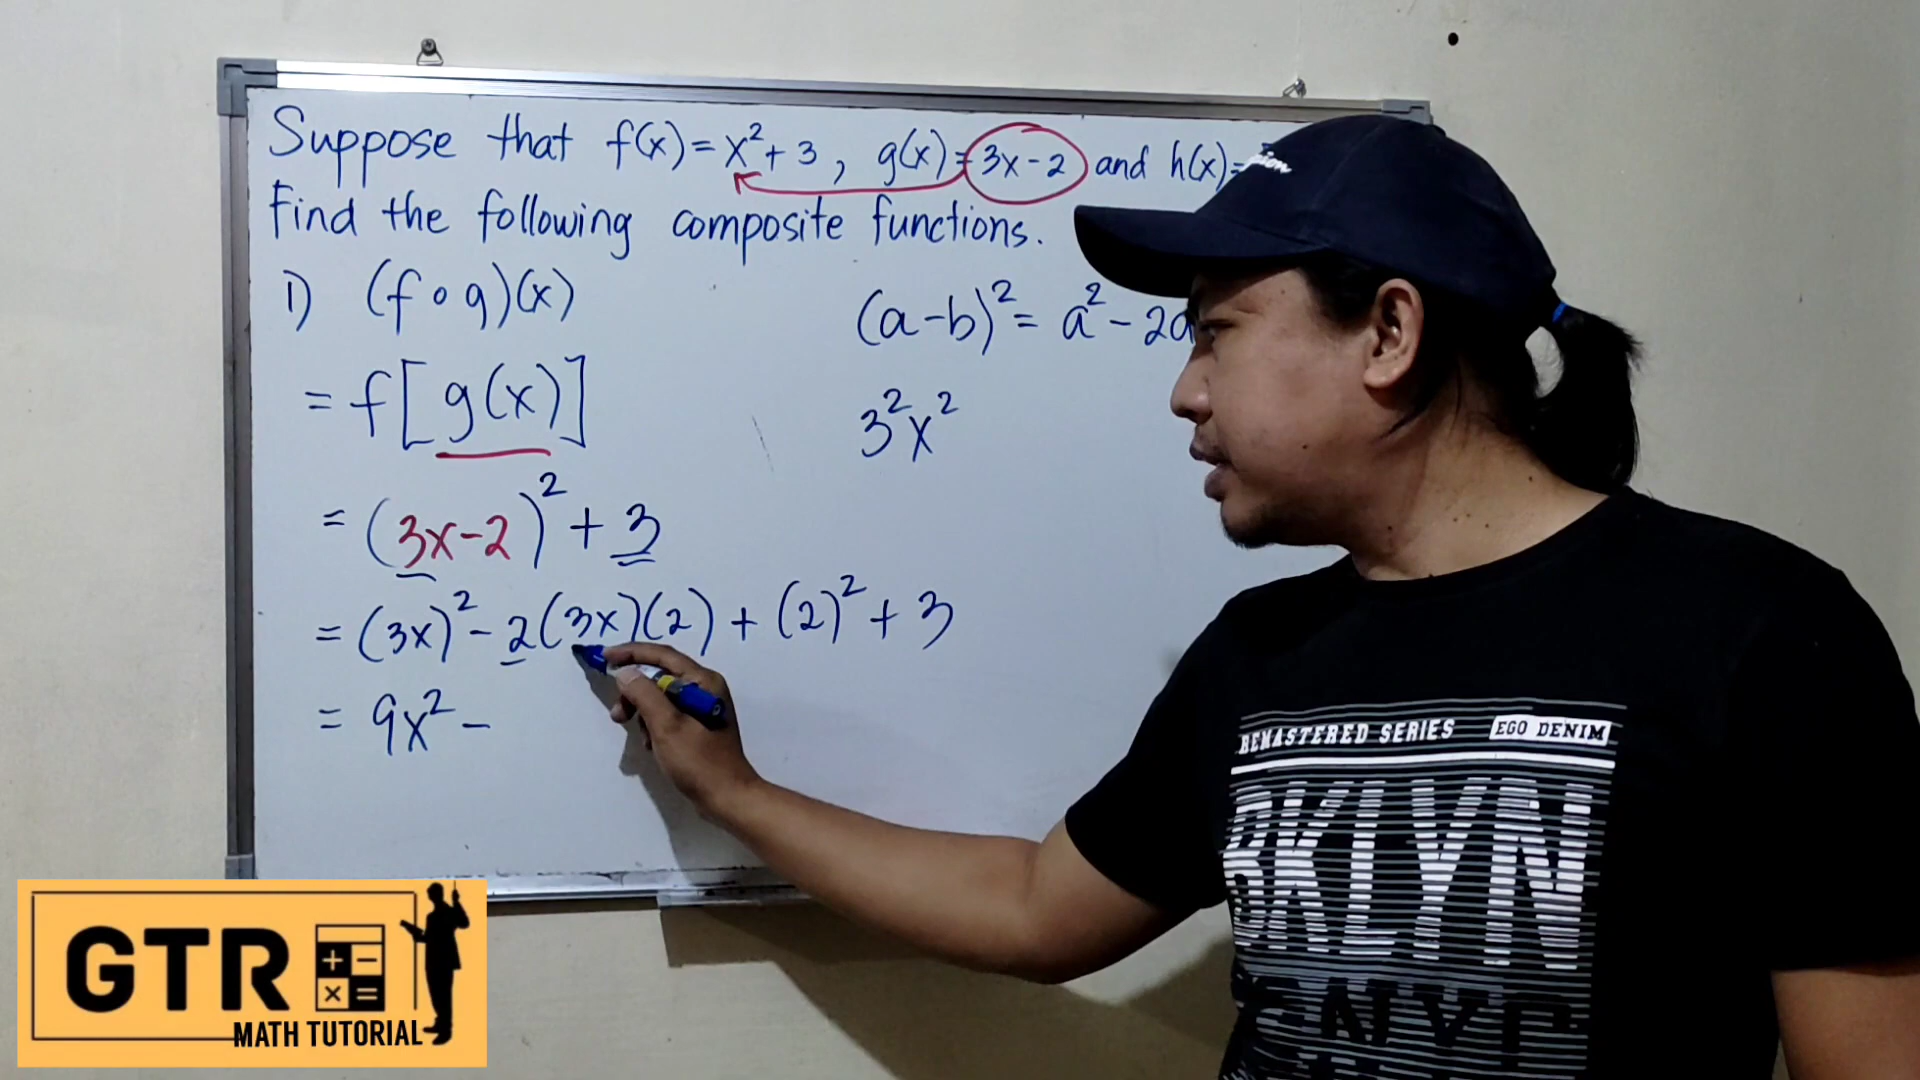 Suppose that f(x) = x² + 3, g(x) = 3x - 2 and h(x) =
Find the following composite functions.
1) (f ∘ g)(x)
= f[g(x)]
= (3x-2)² + 3
= (3x)² - 2(3x)(2) + (2)² + 3
= 9x² -
(a-b)² = a² - 2a
3²x²
REMASTERED SERIES EGO DENIM
BKLYN
GTR
+ −
× =
MATH TUTORIAL